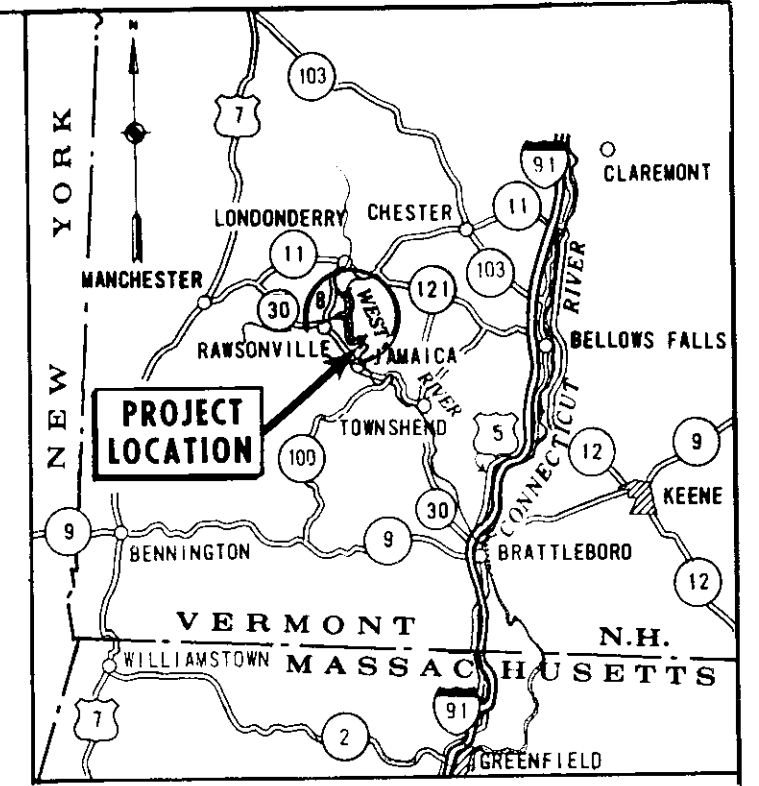 N
103
7
91
CLAREMONT
NEW YORK
LONDONDERRY
CHESTER
11
11
MANCHESTER
103
RIVER
30
8
WEST
121
RAWSONVILLE
JAMAICA
BELLOWS FALLS
RIVER
PROJECT
LOCATION
TOWNSHEND
5
CONNECTICUT
12
9
100
KEENE
30
9
BENNINGTON
9
BRATTLEBORO
12
VERMONT
N.H.
WILLIAMSTOWN
MASSACHUSETTS
7
91
2
GREENFIELD